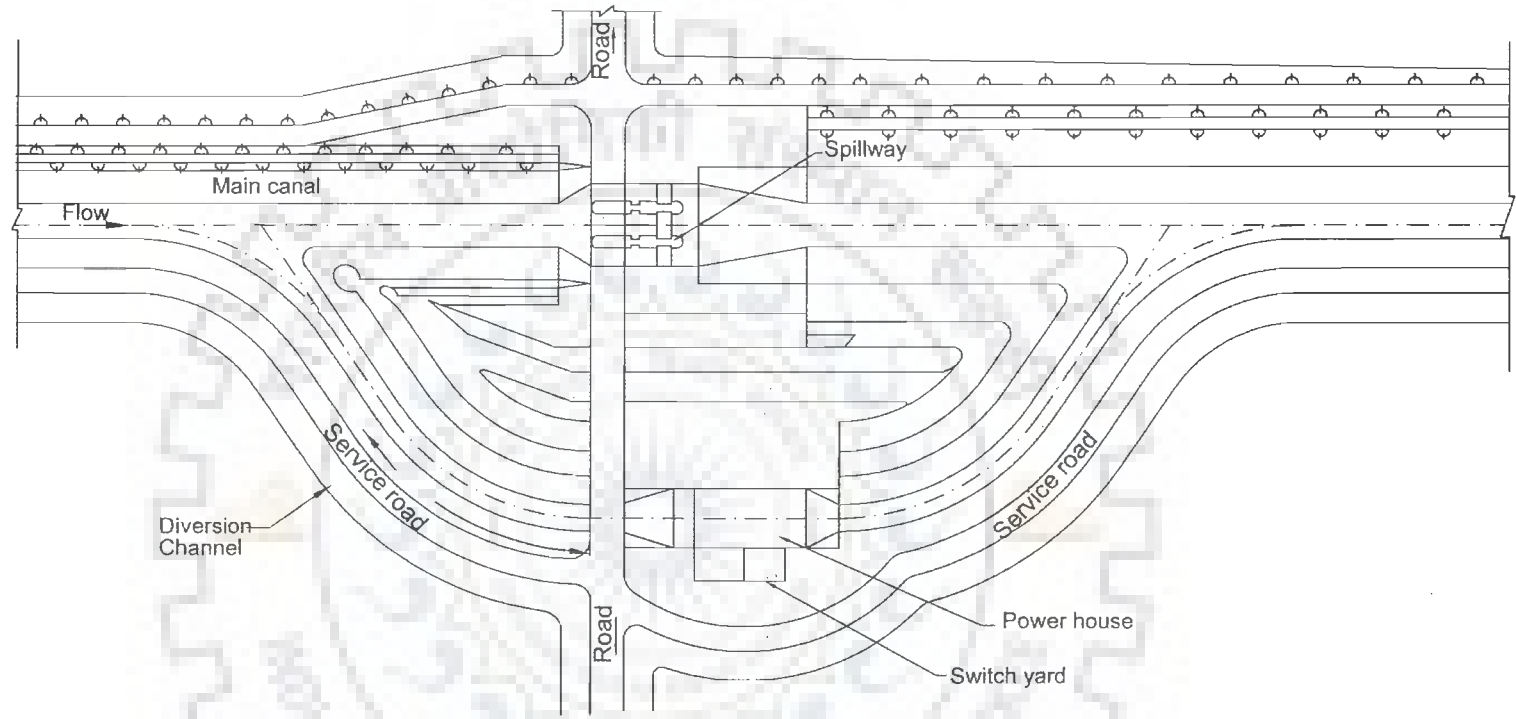 Road
Spillway
Main canal
Flow
Service road
Service road
Diversion
Channel
Power house
Road
Switch yard